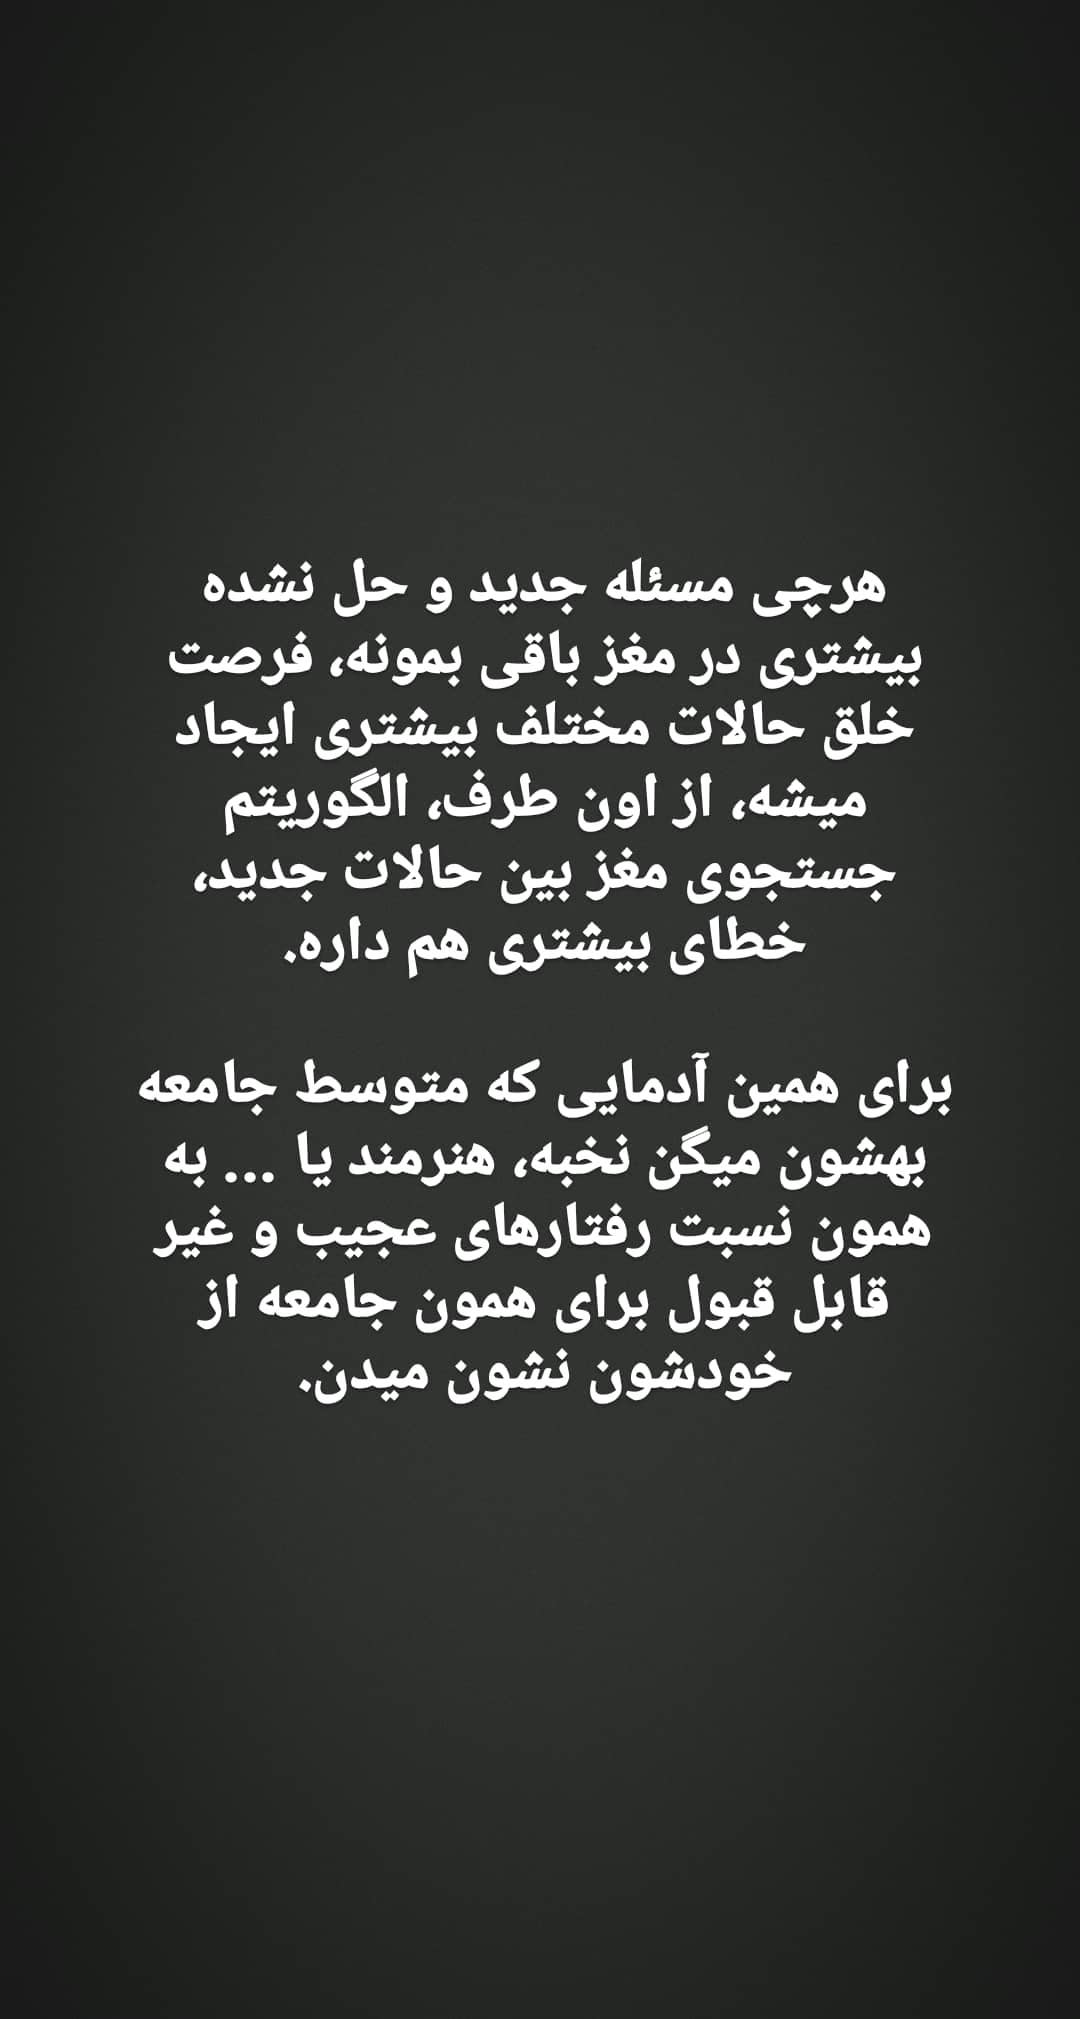 هرچی مسئله جدید و حل نشده
بیشتری در مغز باقی بمونه، فرصت
خلق حالات مختلف بیشتری ایجاد
میشه، از اون طرف، الگوریتم
جستجوی مغز بین حالات جدید،
خطای بیشتری هم داره.
برای همین آدمایی که متوسط جامعه
بهشون میگن نخبه، هنرمند یا ... به
همون نسبت رفتارهای عجیب و غیر
قابل قبول برای همون جامعه از
خودشون نشون میدن.